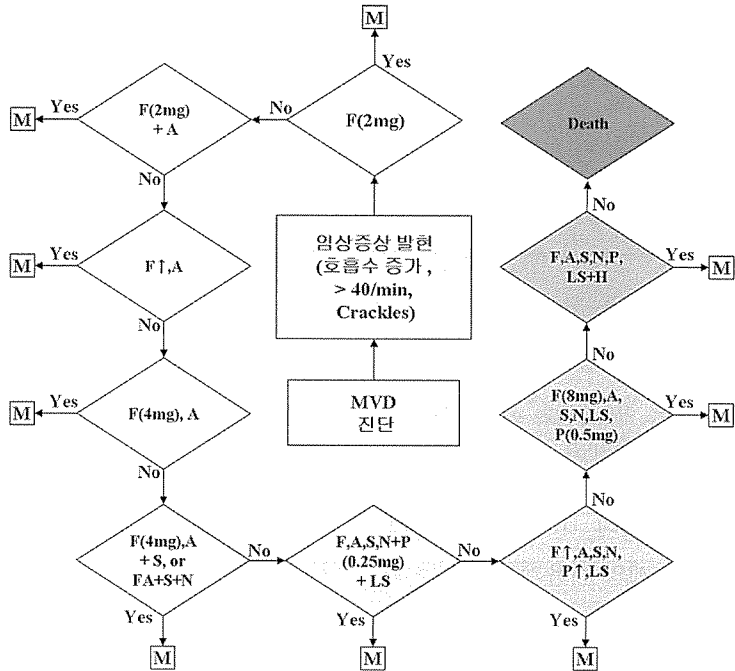 M
Yes
F(2mg)
No
F(2mg)
+ A
Yes
M
No
F↑,A
Yes
M
No
F(4mg), A
Yes
M
No
F(4mg),A
+ S, or
FA+S+N
Yes
M
No
F,A,S,N+P
(0.25mg)
+ LS
Yes
M
No
F↑,A,S,N,
P↑,LS
Yes
M
No
F(8mg),A,
S,N,LS,
P(0.5mg)
Yes
M
No
F,A,S,N,P,
LS+H
Yes
M
No
Death
임상증상 발현
(호흡수 증가 ,
> 40/min,
Crackles)
MVD
진단